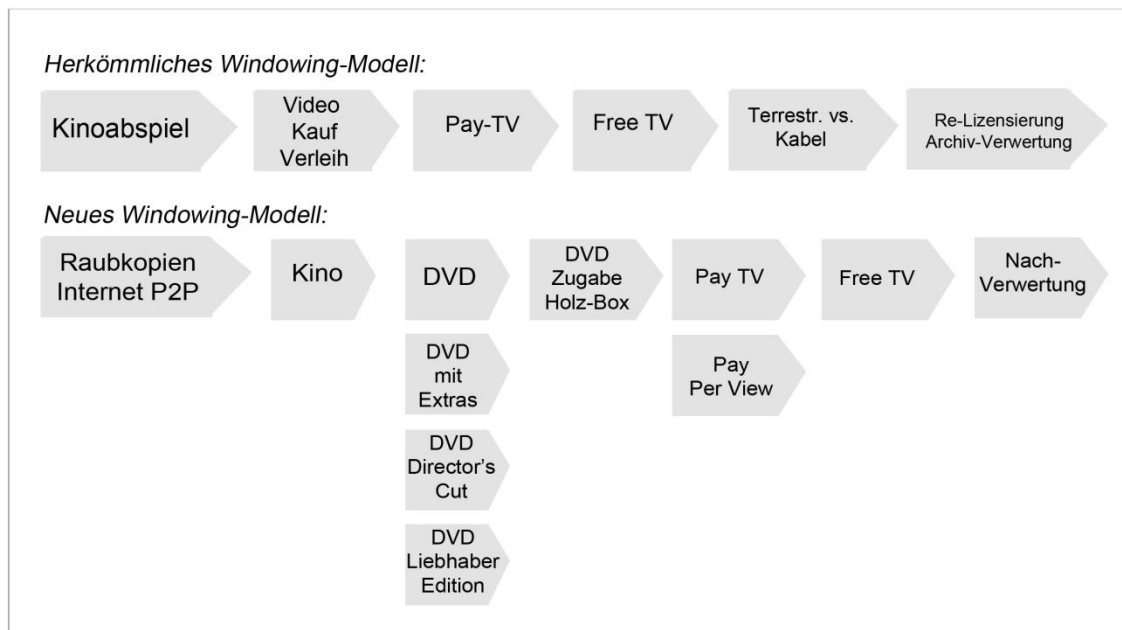 Herkömmliches Windowing-Modell:
Kinoabspiel
Video
Kauf
Verleih
Pay-TV
Free TV
Terrestr. vs.
Kabel
Re-Lizensierung
Archiv-Verwertung
Neues Windowing-Modell:
Raubkopien
Internet P2P
Kino
DVD
DVD
Zugabe
Holz-Box
Pay TV
Free TV
Nach-
Verwertung
DVD
mit
Extras
Pay
Per View
DVD
Director's
Cut
DVD
Liebhaber
Edition